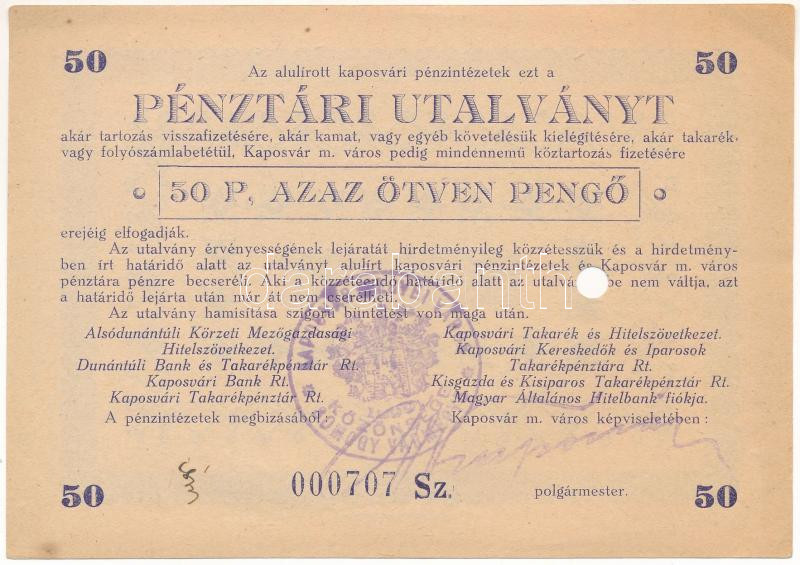 50 50
Az alulírott kaposvári pénzintézetek ezt a
PÉNZTÁRI UTALVÁNYT
akár tartozás visszafizetésére, akár kamat, vagy egyéb követelésük kielégítésére, akár takarék-
vagy folyószámlabetétül, Kaposvár m. város pedig mindennemű köztartozás fizetésére
50 P, AZAZ ÖTVEN PENGŐ
erejéig elfogadják.
Az utalvány érvényességének lejáratát hirdetményileg közzétesszük és a hirdetmény-
ben írt határidő alatt az utalványt alulírt kaposvári pénzintézetek és Kaposvár m. város
pénztára pénzre becseréli. Aki a közzéteendő határidő alatt az utalvá be nem váltja, azt
a határidő lejárta után már át nem cserélheti.
Az utalvány hamisítása szigorú büntetést von maga után.
Alsódunántúli Körzeti Mezőgazdasági
Hitelszövetkezet.
Dunántúli Bank és Takarékpénztár Rt.
Kaposvári Bank Rt.
Kaposvári Takarékpénztár Rt.
A pénzintézetek megbízásából:
Kaposvári Takarék és Hitelszövetkezet.
Kaposvári Kereskedők és Iparosok
Takarékpénztára Rt.
Kisgazda és Kisiparos Takarékpénztár Rt.
Magyar Általános Hitelbank fiókja.
Kaposvár m. város képviseletében:
000707 Sz.
polgármester.
50 50
darabanth